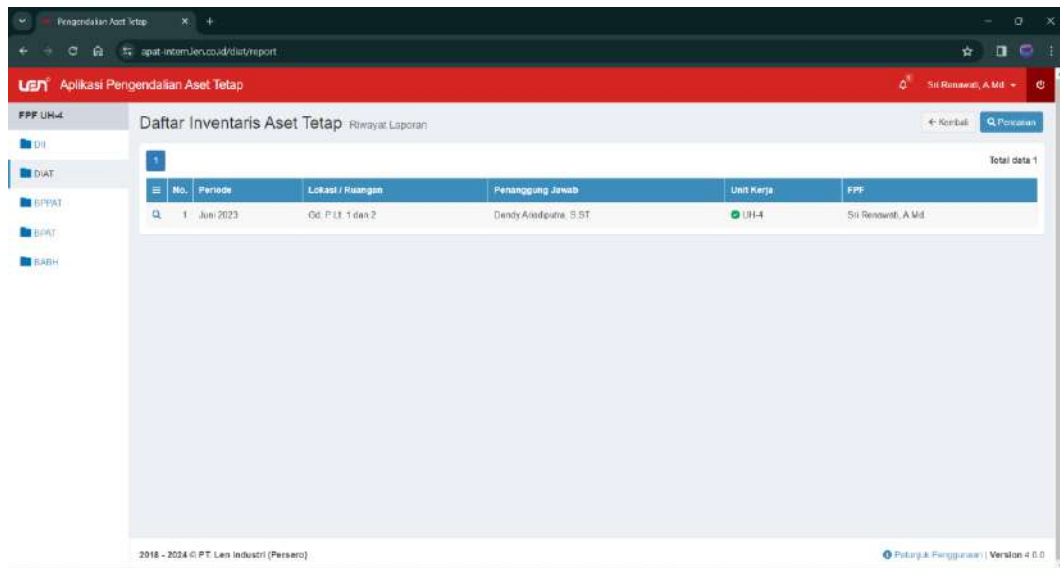 Pengendalian Aset Tetap
apat-intern.len.co.id/diat/report
Len Aplikasi Pengendalian Aset Tetap
Sri Renawati, A.Md
FPF UH-4
Daftar Inventaris Aset Tetap Riwayat Laporan
Kembali
Pencarian
DII
DIAT
BPPAT
BPAT
BABH
1
Total data 1
No. Periode Lokasi / Ruangan Penanggung Jawab Unit Kerja FPF
1 Juni 2023 Gd. P Lt. 1 dan 2 Dendy Ariediputra, S.ST UH-4 Sri Renawati, A.Md
2018 - 2024 © PT. Len Industri (Persero)
Petunjuk Penggunaan | Version 4.0.0